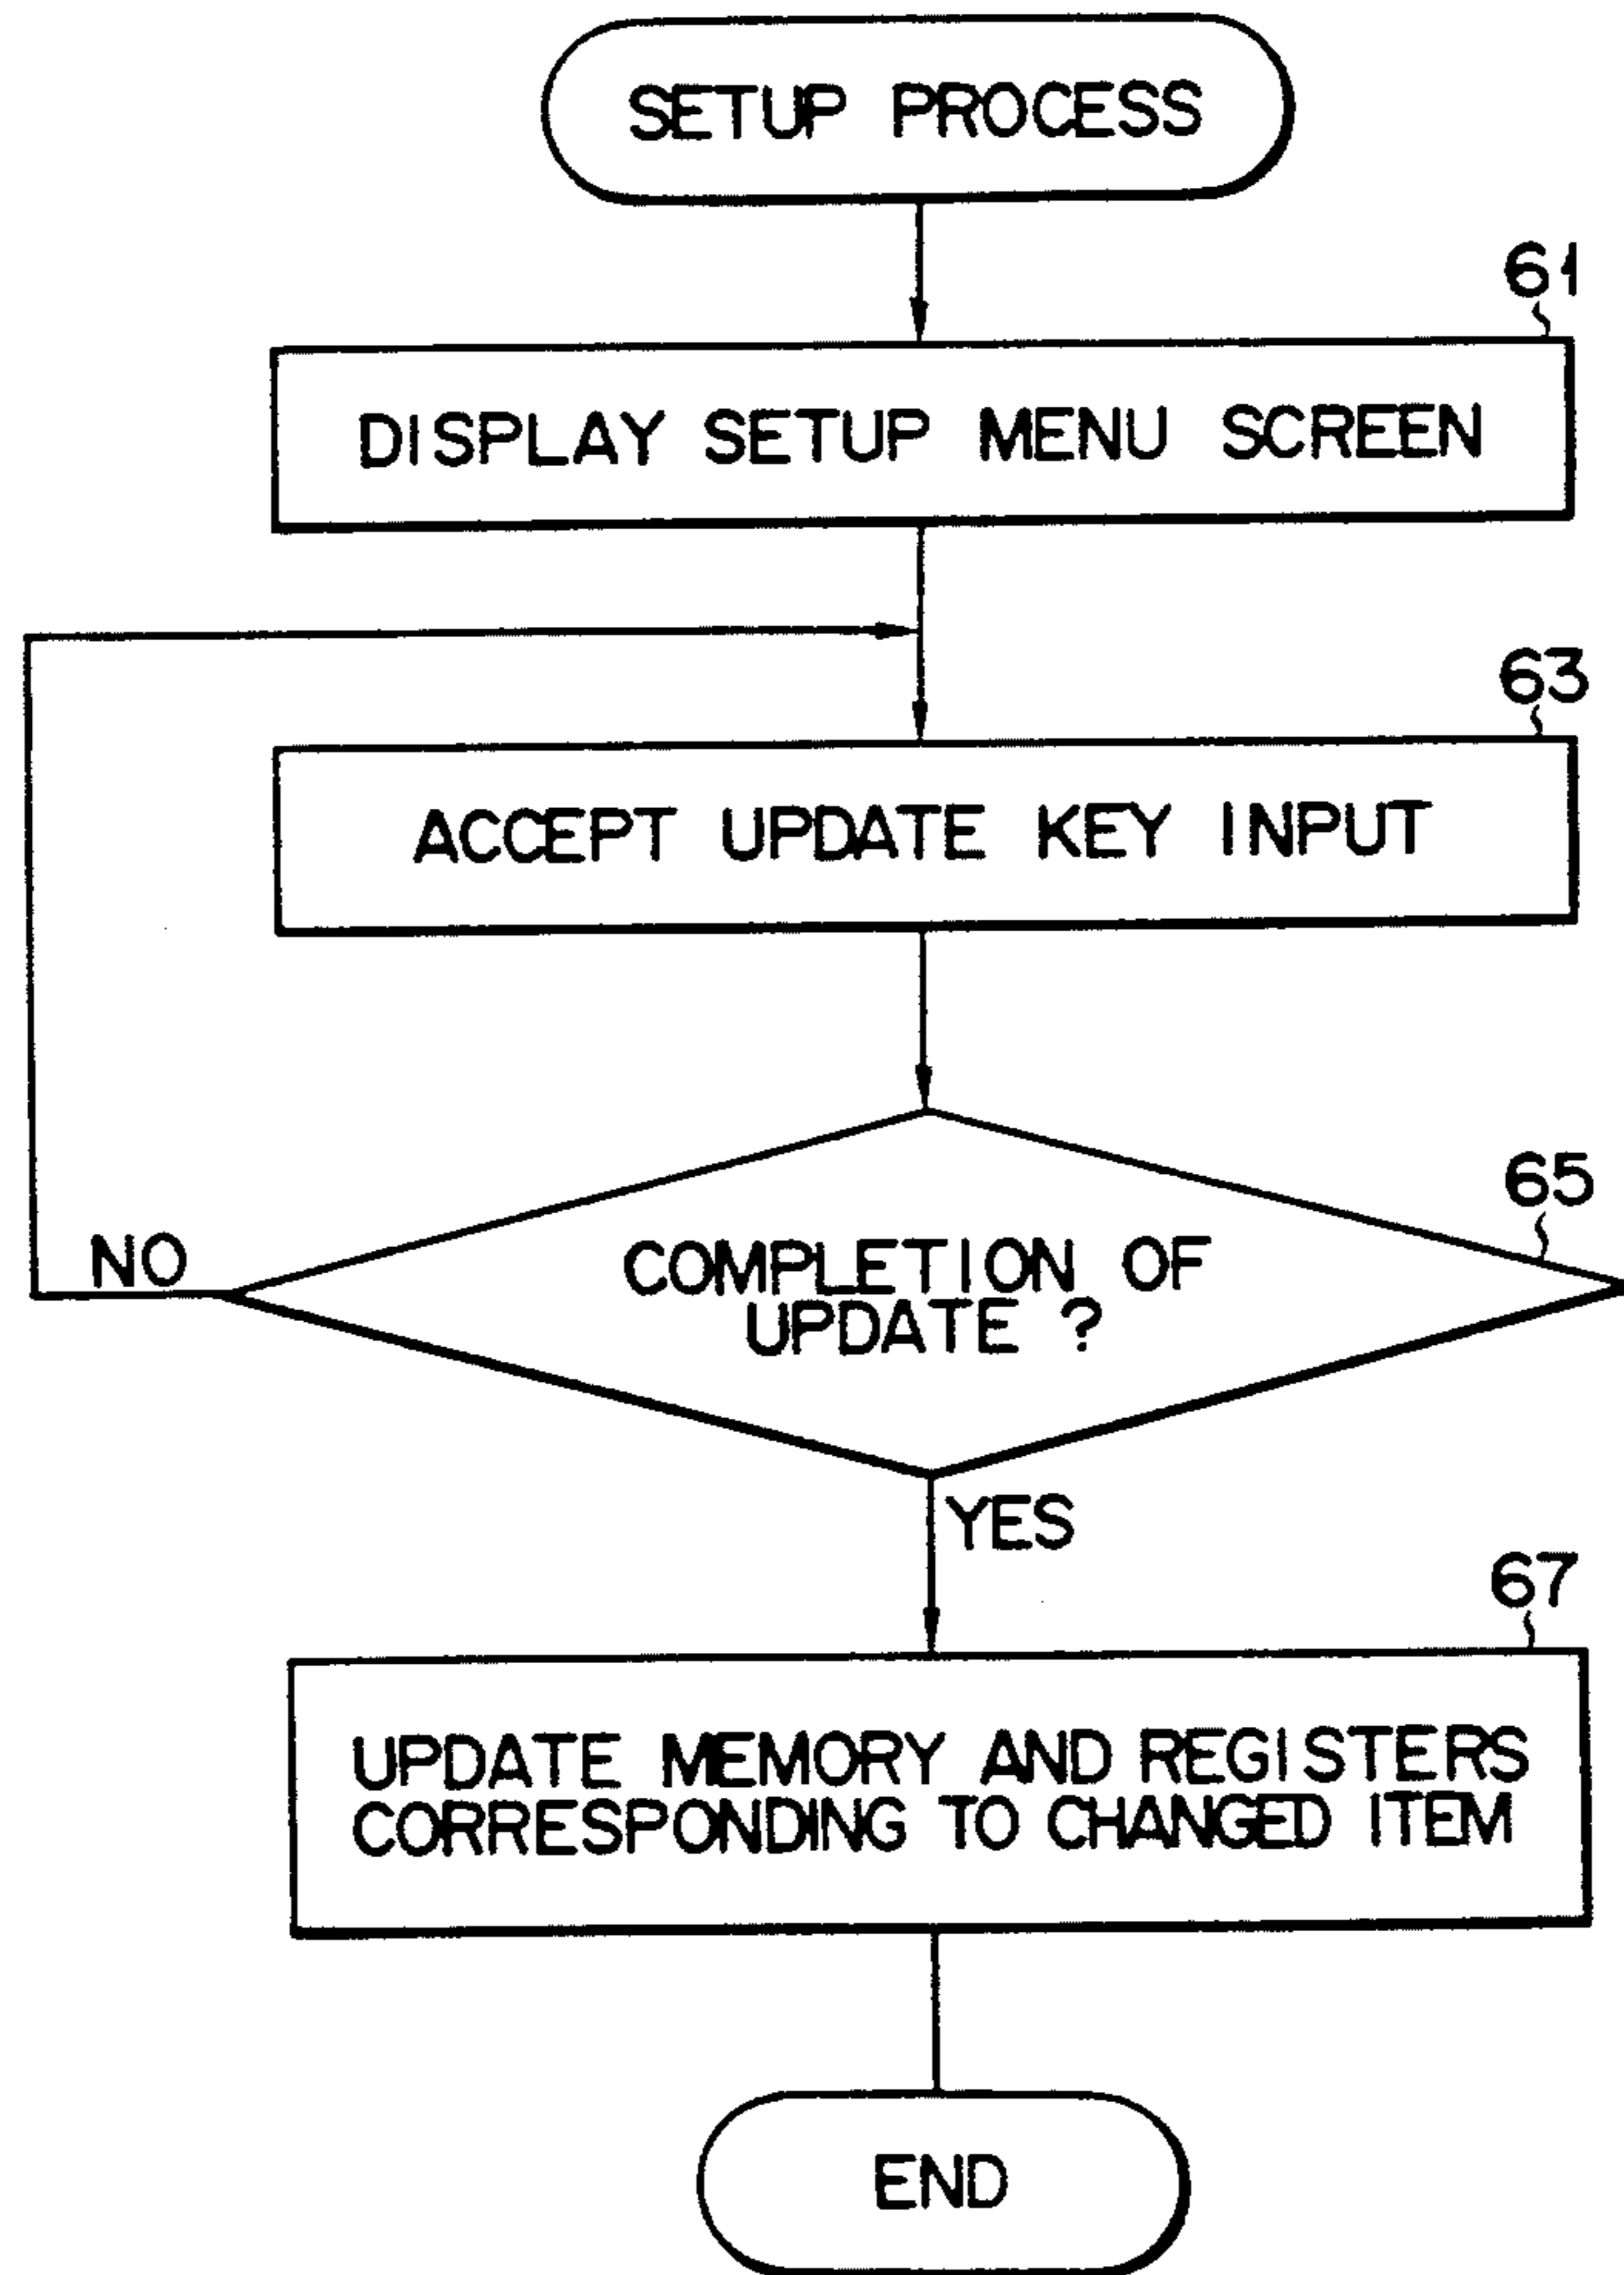 SETUP PROCESS
61
DISPLAY SETUP MENU SCREEN
63
ACCEPT UPDATE KEY INPUT
65
NO
COMPLETION OF
UPDATE ?
YES
67
UPDATE MEMORY AND REGISTERS
CORRESPONDING TO CHANGED ITEM
END